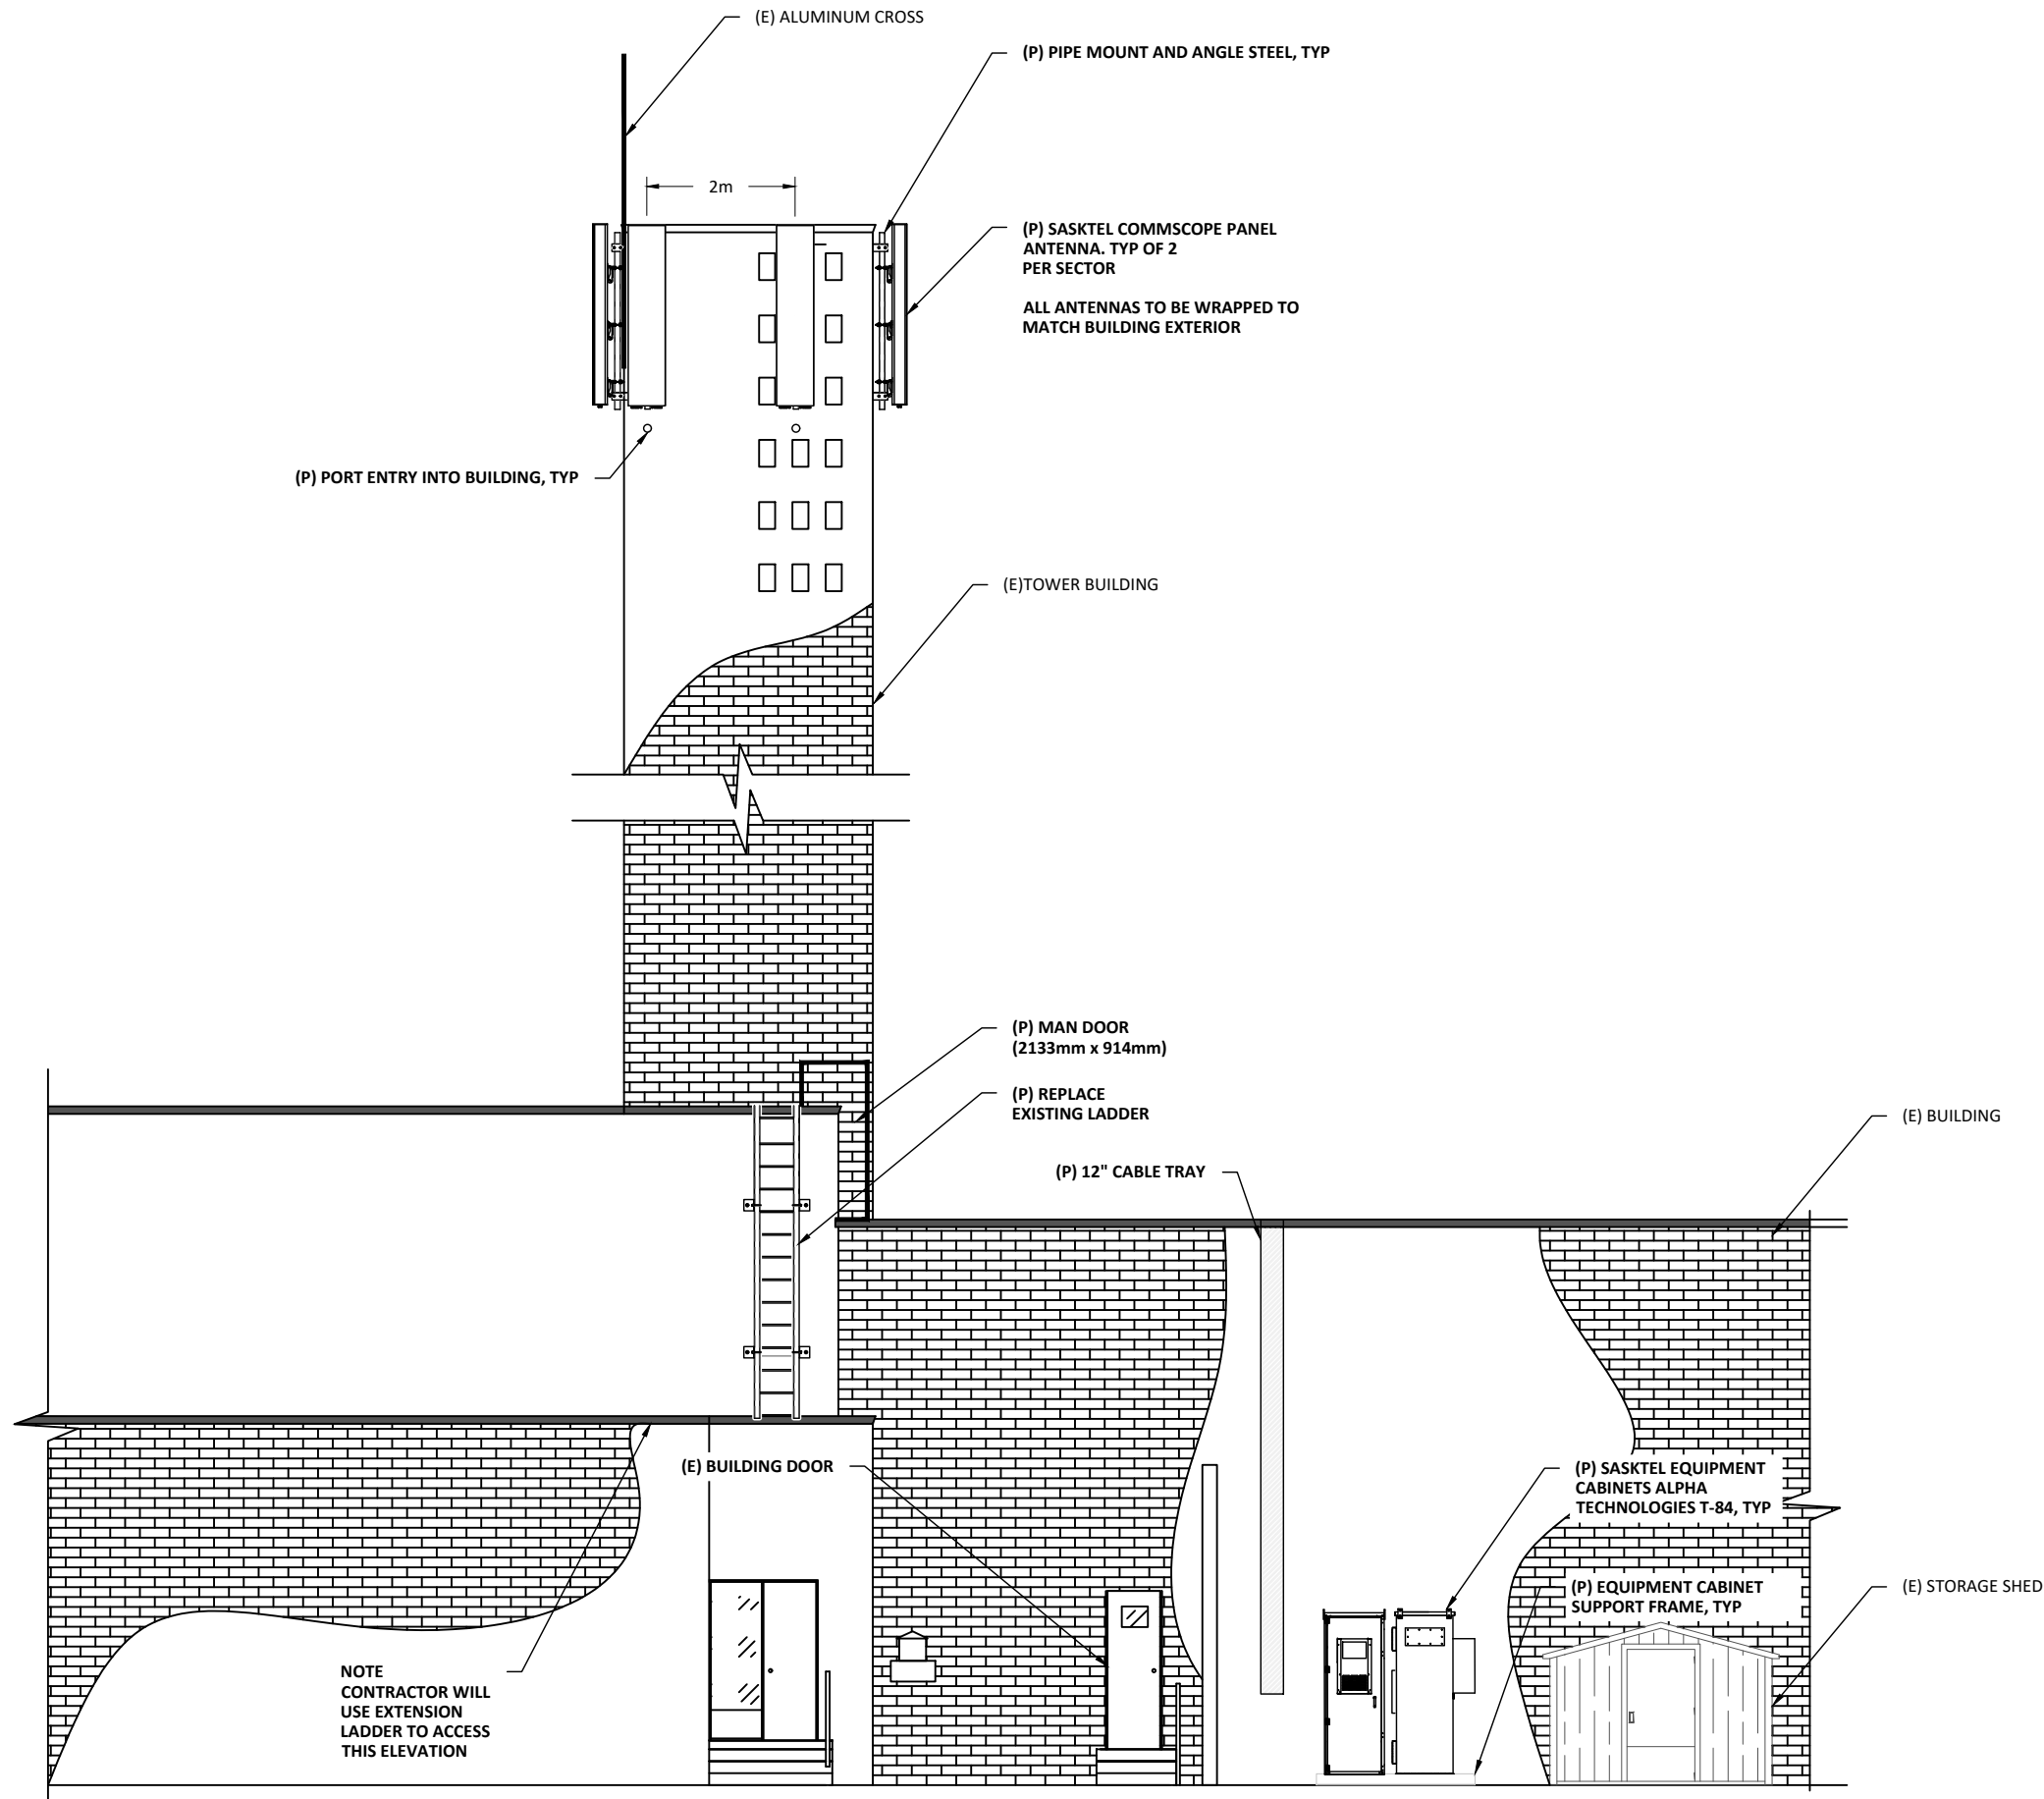 (E) ALUMINUM CROSS
(P) PIPE MOUNT AND ANGLE STEEL, TYP
2m
(P) SASKTEL COMMSCOPE PANEL
ANTENNA. TYP OF 2
PER SECTOR
ALL ANTENNAS TO BE WRAPPED TO
MATCH BUILDING EXTERIOR
(P) PORT ENTRY INTO BUILDING, TYP
(E)TOWER BUILDING
(P) MAN DOOR
(2133mm x 914mm)
(P) REPLACE
EXISTING LADDER
(E) BUILDING
(P) 12" CABLE TRAY
(E) BUILDING DOOR
(P) SASKTEL EQUIPMENT
CABINETS ALPHA
TECHNOLOGIES T-84, TYP
(P) EQUIPMENT CABINET
SUPPORT FRAME, TYP
(E) STORAGE SHED
NOTE
CONTRACTOR WILL
USE EXTENSION
LADDER TO ACCESS
THIS ELEVATION